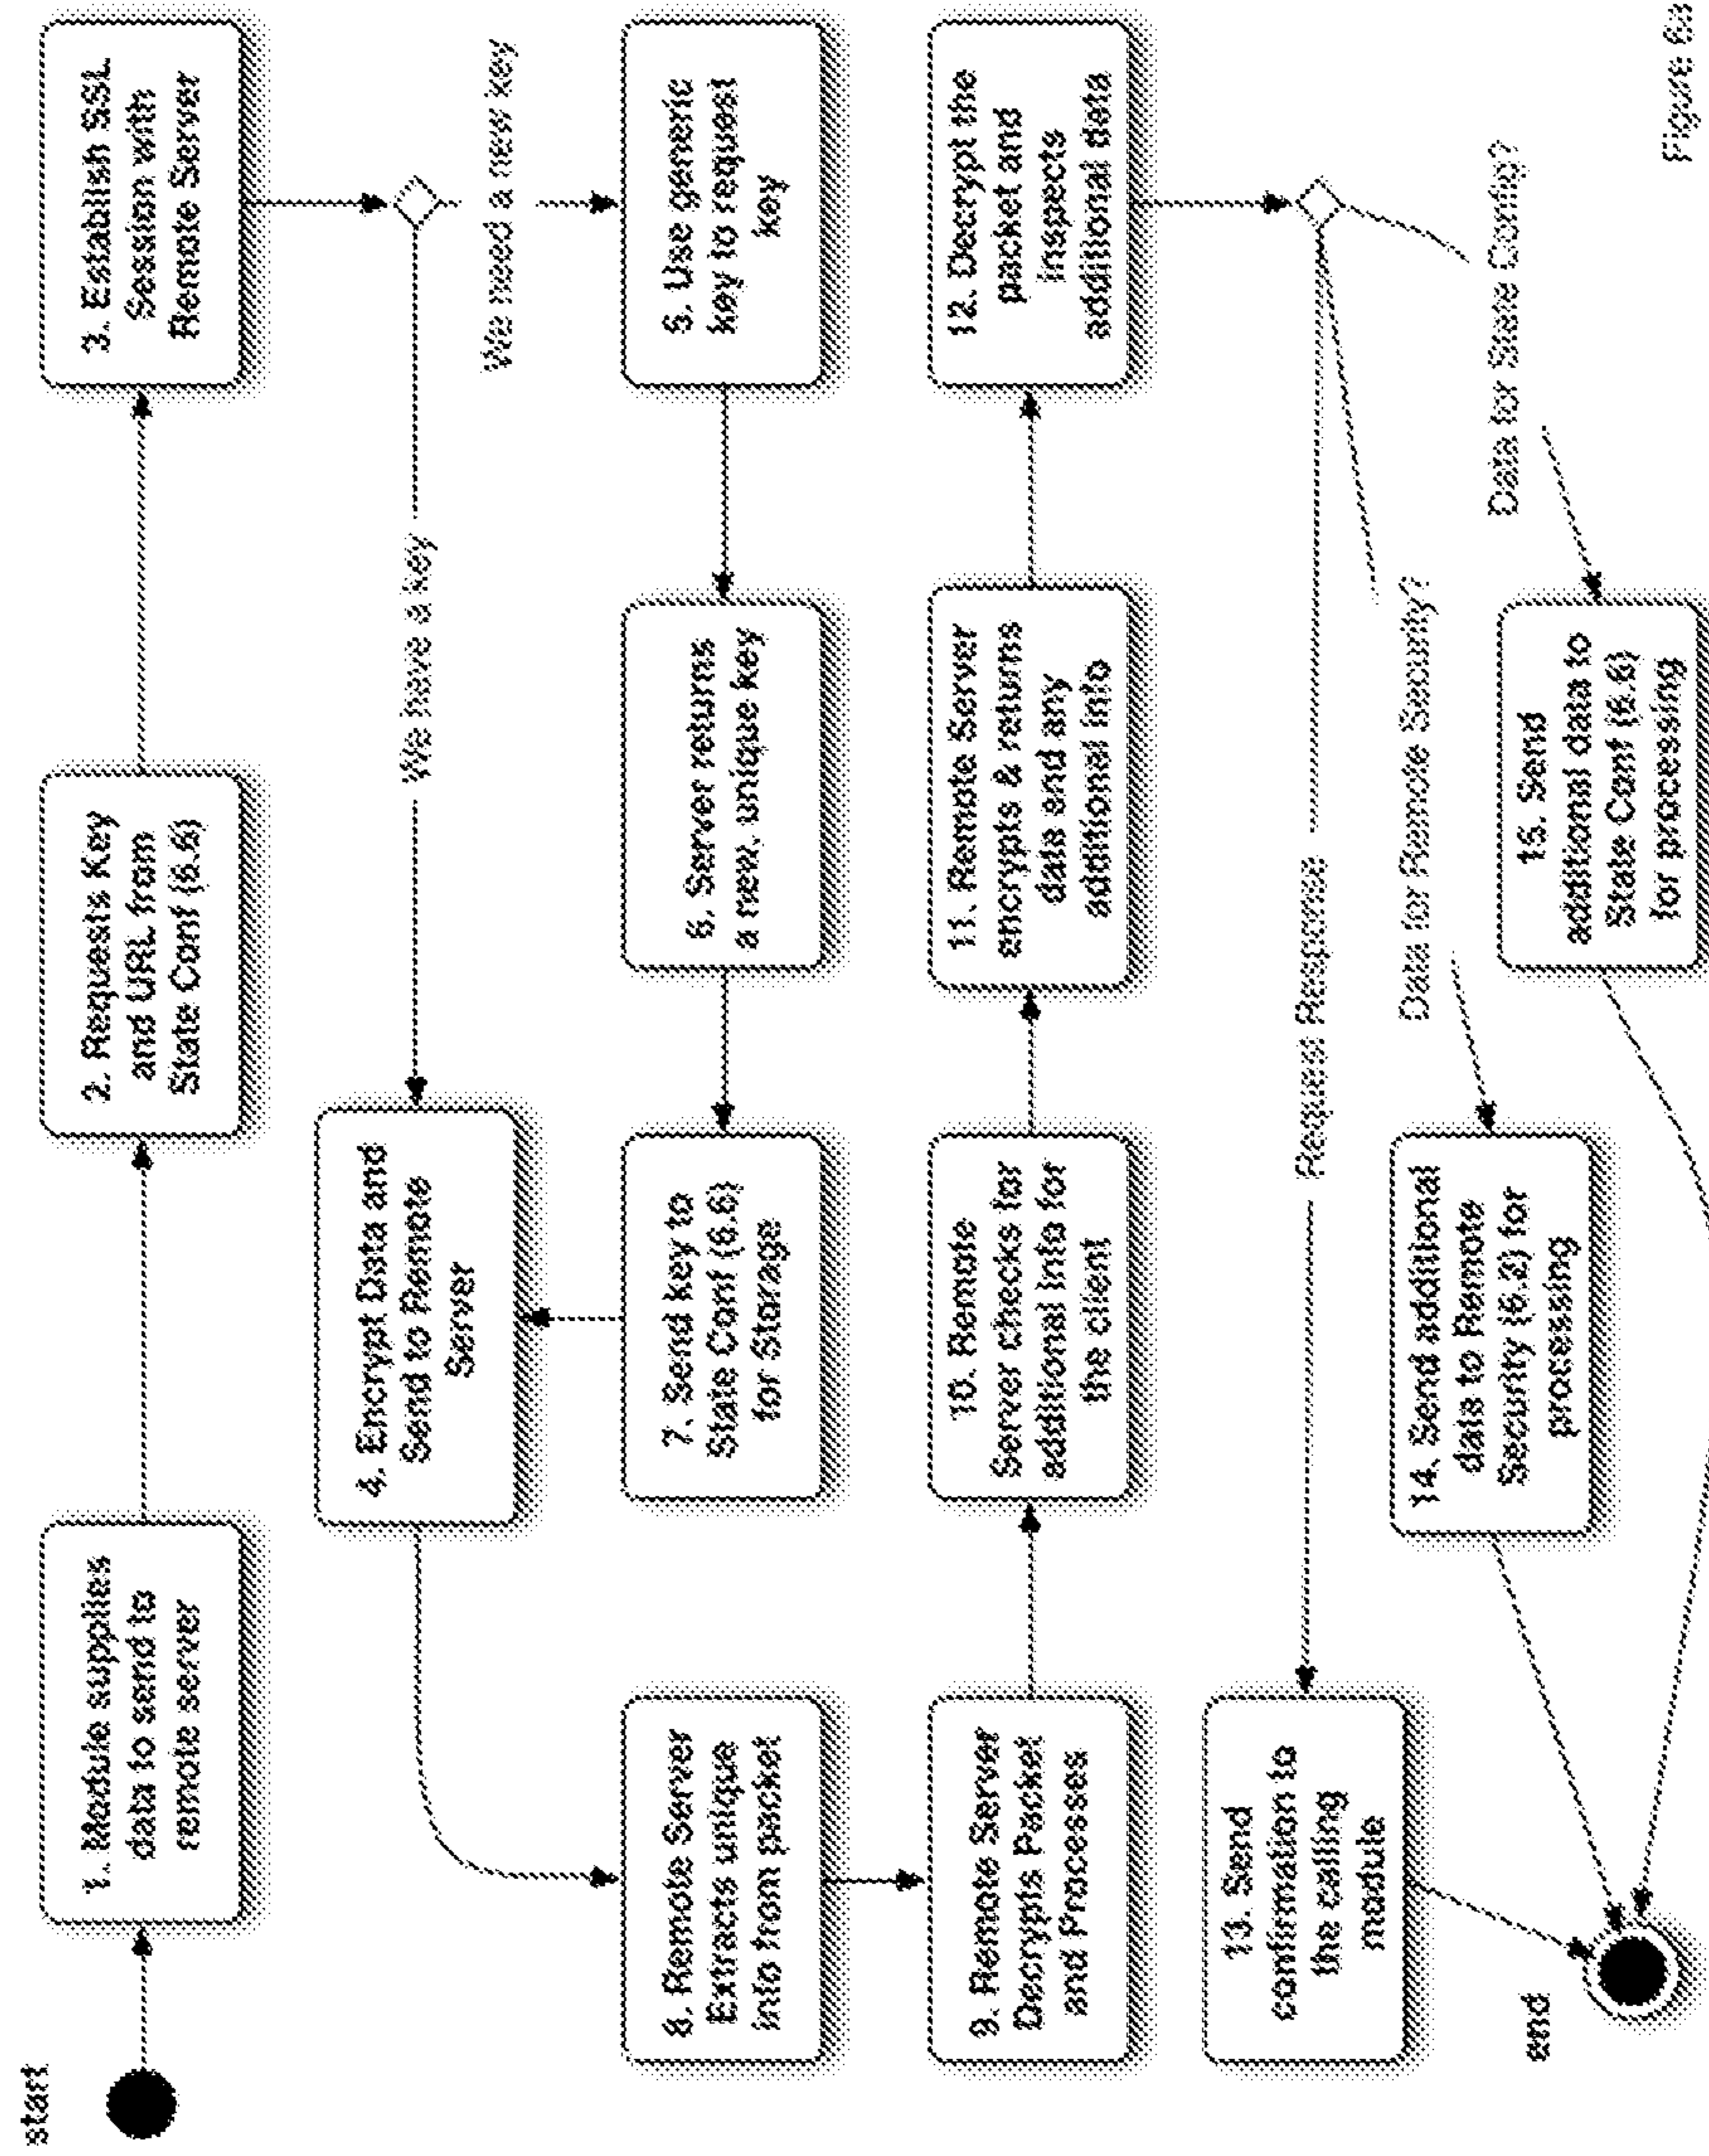 start
1. Module supplies
data to send to
remote server
2. Requests Key
and URL from
State Conf (6.6)
3. Establish SSL
Session with
Remote Server
We have a key
We need a new key
4. Encrypt Data and
Send to Remote
Server
5. Use generic
key to request
key
6. Server returns
a new, unique key
7. Send key to
State Conf (6.6)
for Storage
8. Remote Server
Extracts unique
info from packet
9. Remote Server
Decrypts Packet
and Processes
10. Remote
Server checks for
additional info for
the client
11. Remote Server
encrypts & returns
data and any
additional info
12. Decrypt the
packet and
inspects
additional data
Request Response
Data for Remote Security?
Data for State Config?
13. Send
confirmation to
the calling
module
14. Send additional
data to Remote
Security (6.2) for
processing
15. Send
additional data to
State Conf (6.6)
for processing
end
Figure 6a